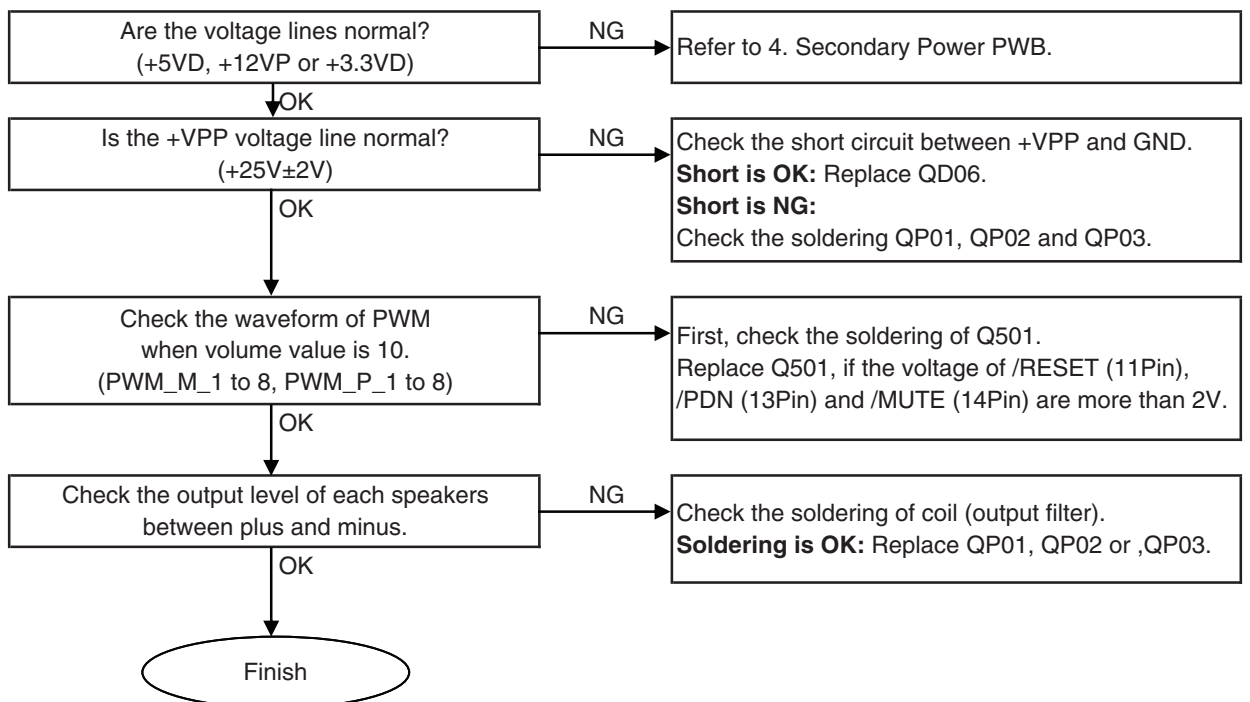 Are the voltage lines normal?
(+5VD, +12VP or +3.3VD)
NG
Refer to 4. Secondary Power PWB.
OK
Is the +VPP voltage line normal?
(+25V±2V)
NG
Check the short circuit between +VPP and GND.
Short is OK: Replace QD06.
Short is NG:
Check the soldering QP01, QP02 and QP03.
OK
Check the waveform of PWM
when volume value is 10.
(PWM_M_1 to 8, PWM_P_1 to 8)
NG
First, check the soldering of Q501.
Replace Q501, if the voltage of /RESET (11Pin),
/PDN (13Pin) and /MUTE (14Pin) are more than 2V.
OK
Check the output level of each speakers
between plus and minus.
NG
Check the soldering of coil (output filter).
Soldering is OK: Replace QP01, QP02 or ,QP03.
OK
Finish